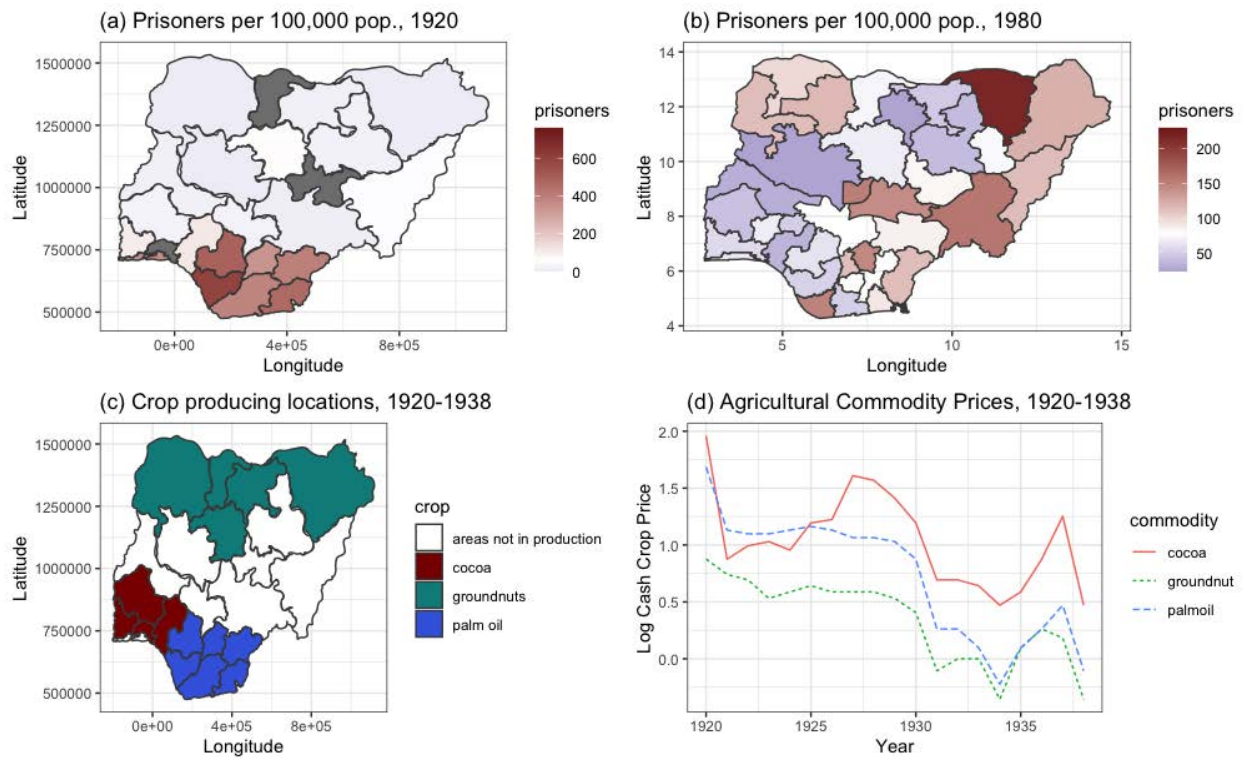 (a) Prisoners per 100,000 pop., 1920
1500000
1250000
1000000
750000
500000
Latitude
0e+00
4e+05
8e+05
Longitude
prisoners
600
400
200
0
(b) Prisoners per 100,000 pop., 1980
14
12
10
8
6
4
Latitude
5
10
15
Longitude
prisoners
200
150
100
50
(c) Crop producing locations, 1920-1938
1500000
1250000
1000000
750000
500000
Latitude
0e+00
4e+05
8e+05
Longitude
crop
areas not in production
cocoa
groundnuts
palm oil
(d) Agricultural Commodity Prices, 1920-1938
2.0
1.5
1.0
0.5
0.0
Log Cash Crop Price
1920
1925
1930
1935
Year
commodity
cocoa
groundnut
palmoil